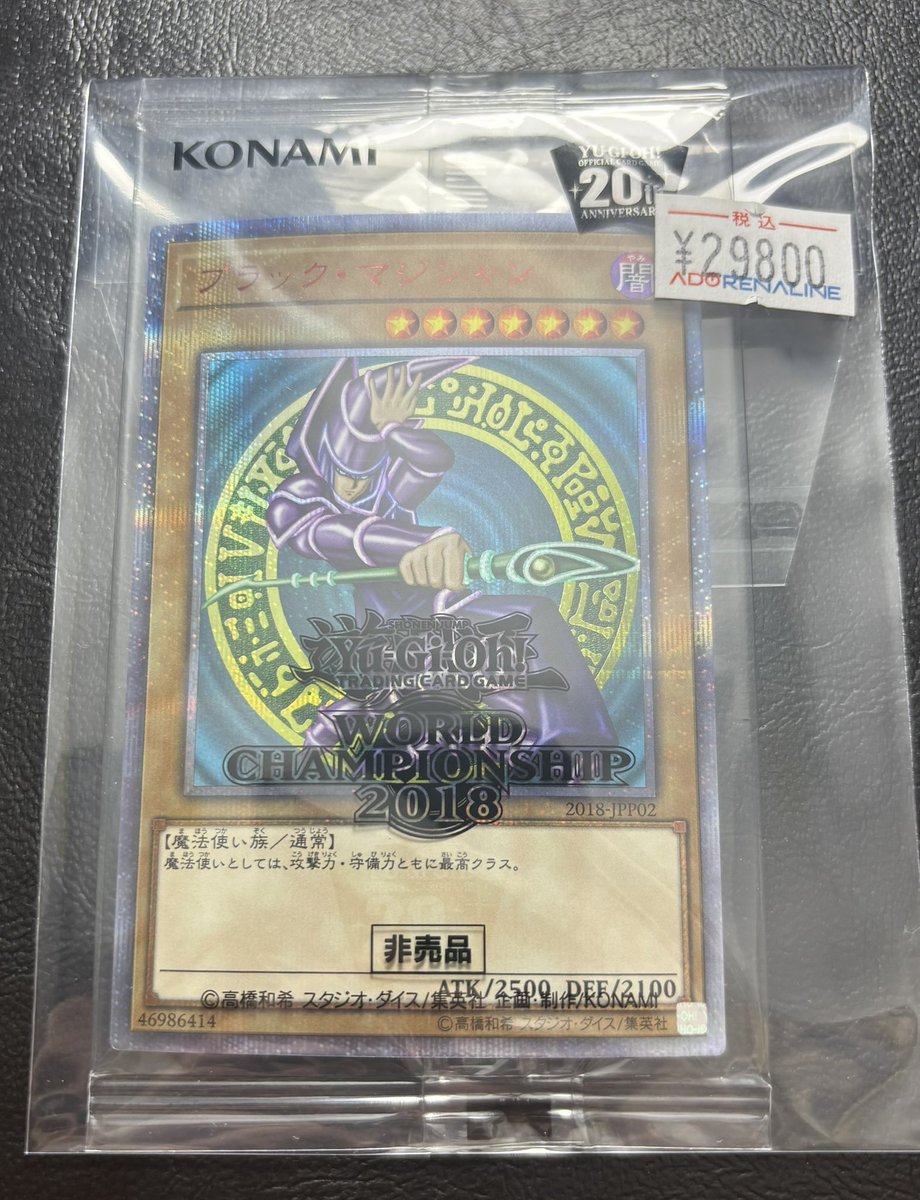 KONAMI
YU-GI-OH!
OFFICIAL CARD GAME
20th
ANNIVERSARY
税込
¥29800
ADORENALINE
ブラック・マジシャン
やみ
闇
SHONEN JUMP
Yu-Gi-Oh!
TRADING CARD GAME
WORLD
CHAMPIONSHIP
2018
2018-JPP02
【魔法使い族/通常】
魔法使いとしては、攻撃力・守備力ともに最高クラス。
非売品
ATK/2500 DEF/2100
©高橋和希 スタジオ・ダイス/集英社 企画・制作/KONAMI
46986414
©高橋和希 スタジオ・ダイス/集英社